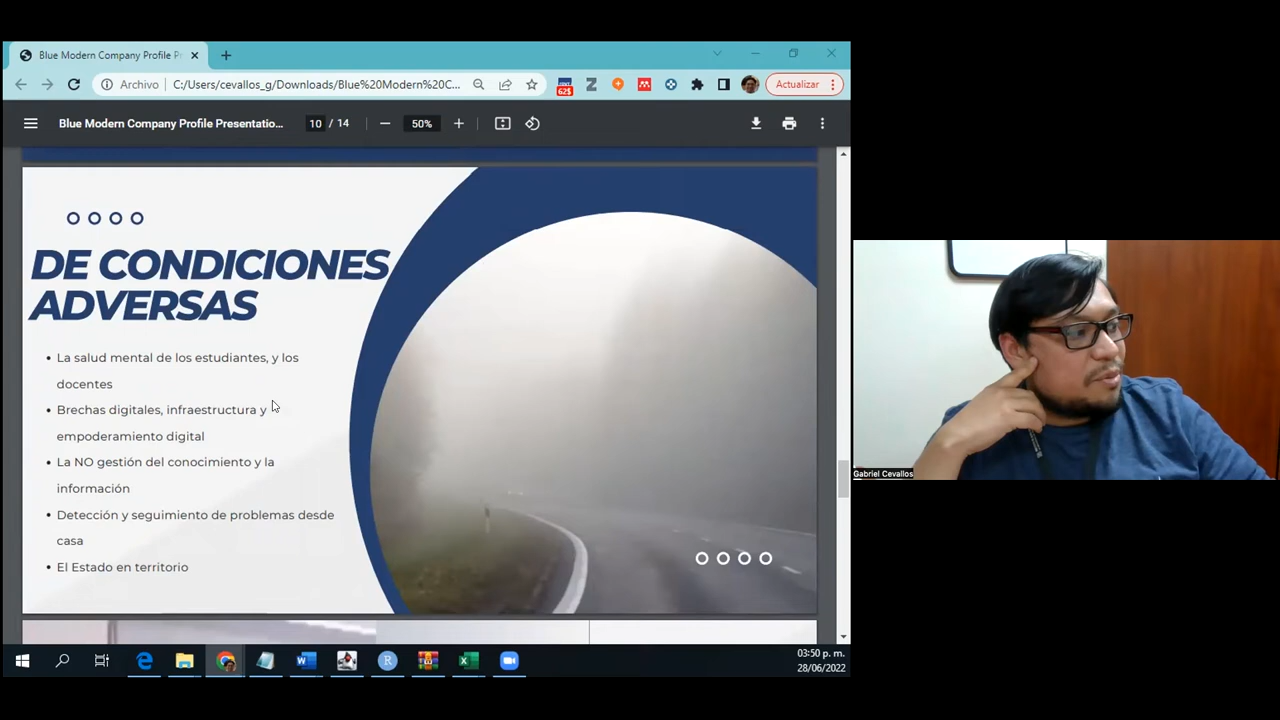 Blue Modern Company Profile P
Archivo
C:/Users/cevallos_g/Downloads/Blue%20Modern%20C...
62$
Actualizar
Blue Modern Company Profile Presentatio...
10 / 14
50%
DE CONDICIONES
ADVERSAS
• La salud mental de los estudiantes, y los
docentes
• Brechas digitales, infraestructura y
empoderamiento digital
• La NO gestión del conocimiento y la
información
• Detección y seguimiento de problemas desde
casa
• El Estado en territorio
Gabriel Cevallos
03:50 p. m.
28/06/2022